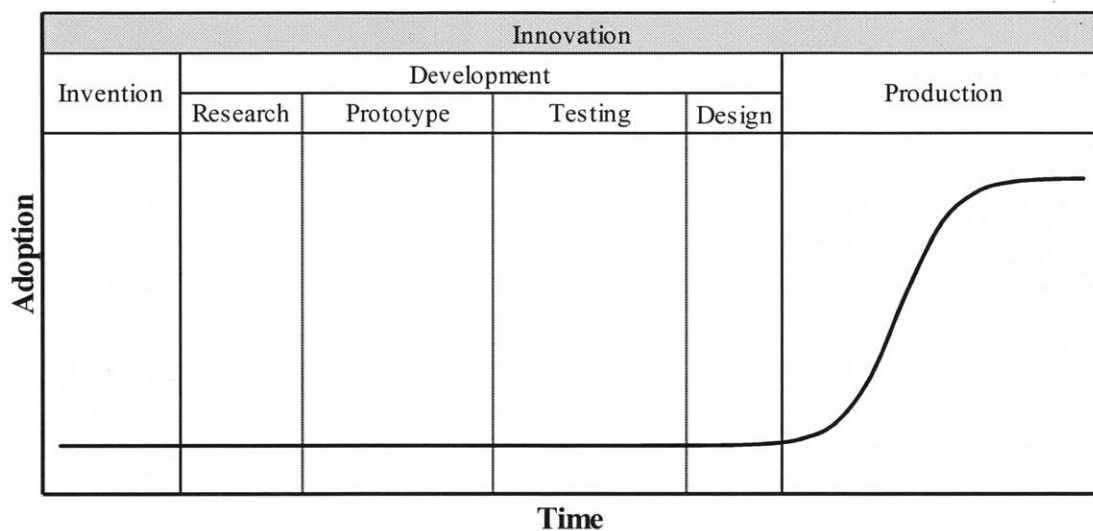 Innovation
Invention
Development
Production
Research
Prototype
Testing
Design
Adoption
Time